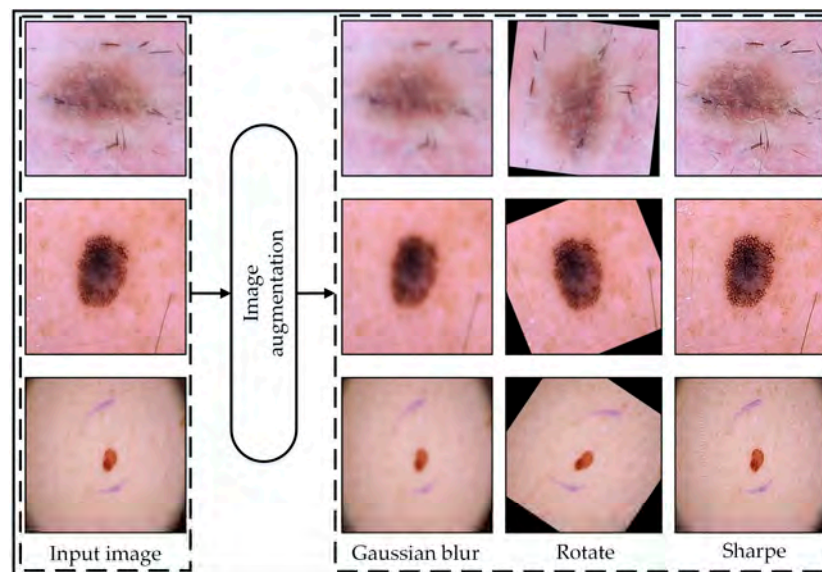 Image
augmentation
Input image
Gaussian blur
Rotate
Sharpe